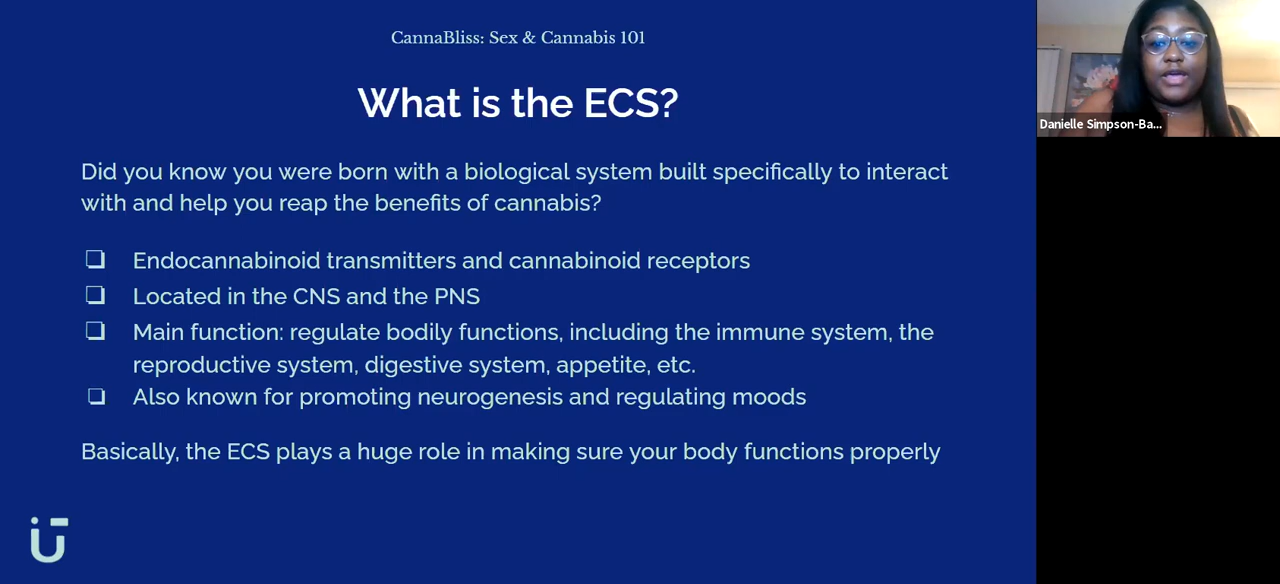 CannaBliss: Sex & Cannabis 101
What is the ECS?
Did you know you were born with a biological system built specifically to interact
with and help you reap the benefits of cannabis?
Endocannabinoid transmitters and cannabinoid receptors
Located in the CNS and the PNS
Main function: regulate bodily functions, including the immune system, the
reproductive system, digestive system, appetite, etc.
Also known for promoting neurogenesis and regulating moods
Basically, the ECS plays a huge role in making sure your body functions properly
Danielle Simpson-Ba...